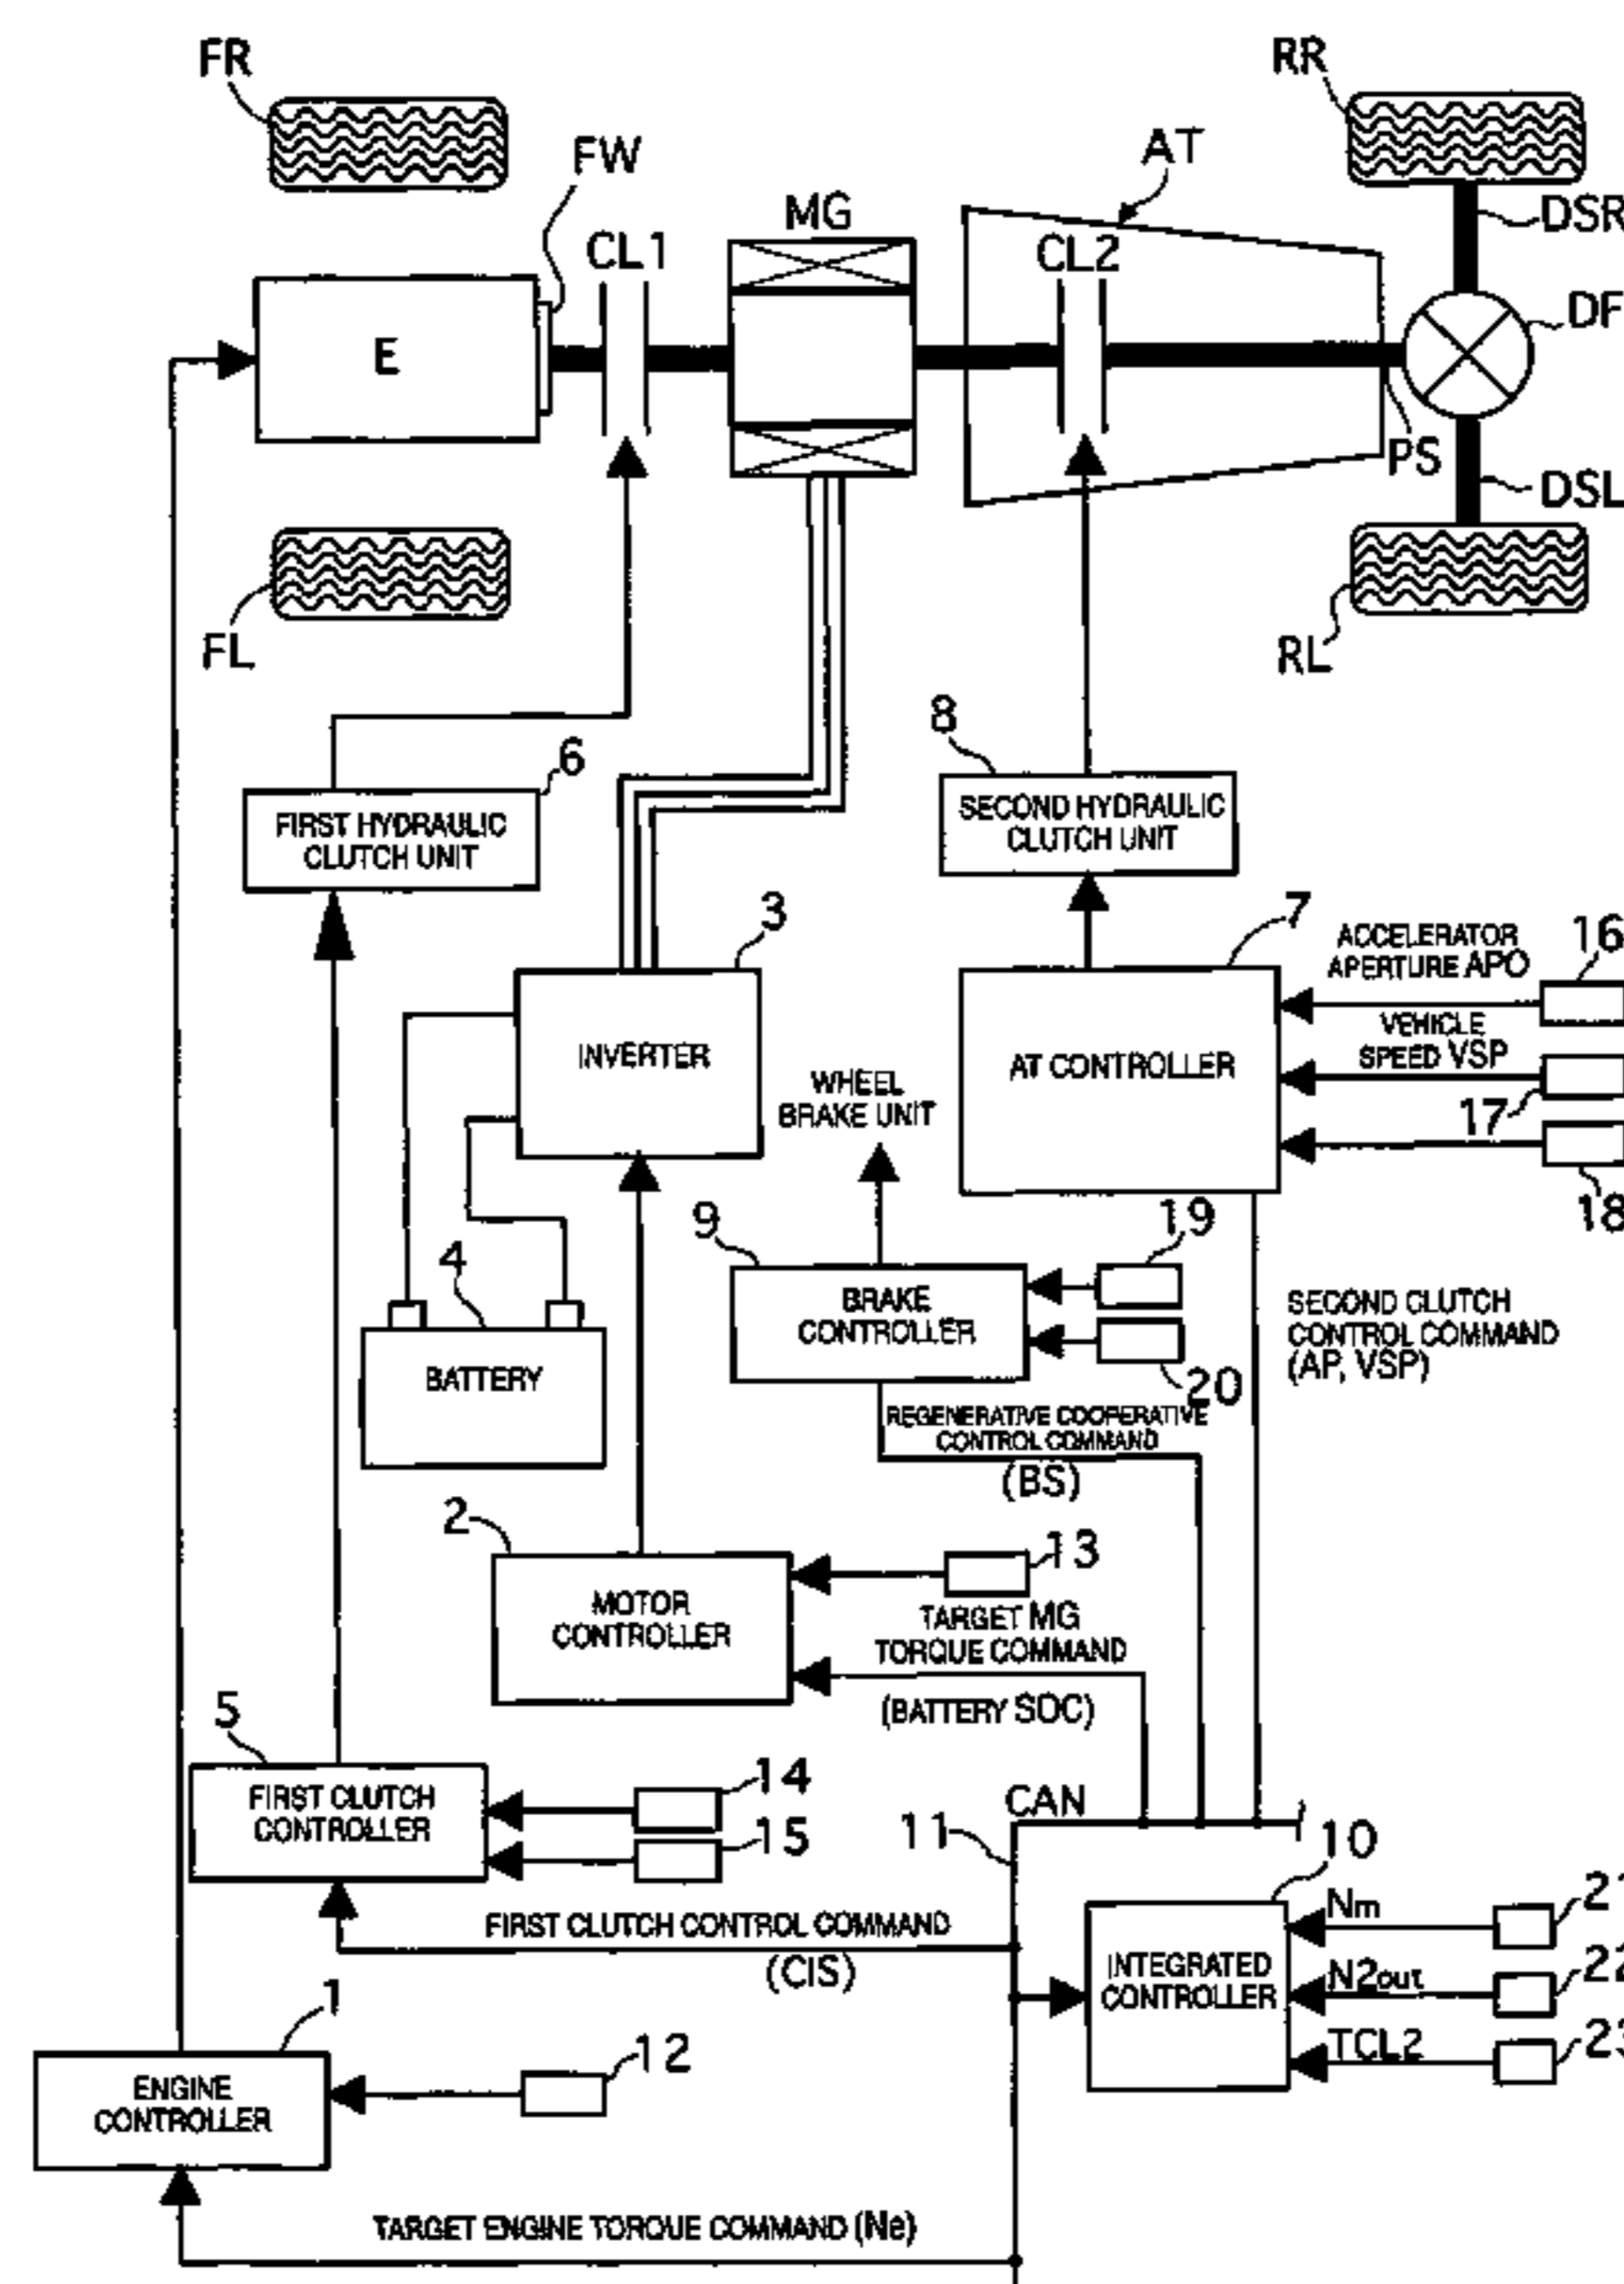 FR
RR
FW
AT
MG
DSR
CL1
CL2
DF
E
PS
DSL
FL
RL
8
6
SECOND HYDRAULIC
CLUTCH UNIT
FIRST HYDRAULIC
CLUTCH UNIT
3
7
16
ACCELERATOR
APERTURE APO
VEHICLE
SPEED VSP
INVERTER
AT CONTROLLER
WHEEL
BRAKE UNIT
17
18
9
19
4
BRAKE
CONTROLLER
SECOND CLUTCH
CONTROL COMMAND
(AP, VSP)
BATTERY
20
REGENERATIVE COOPERATIVE
CONTROL COMMAND
(BS)
2
13
MOTOR
CONTROLLER
TARGET MG
TORQUE COMMAND
(BATTERY SOC)
5
14
FIRST CLUTCH
CONTROLLER
15
CAN
11
10
Nm
21
FIRST CLUTCH CONTROL COMMAND
(CIS)
INTEGRATED
CONTROLLER
N2out
22
1
TCL2
23
12
ENGINE
CONTROLLER
TARGET ENGINE TORQUE COMMAND (Ne)